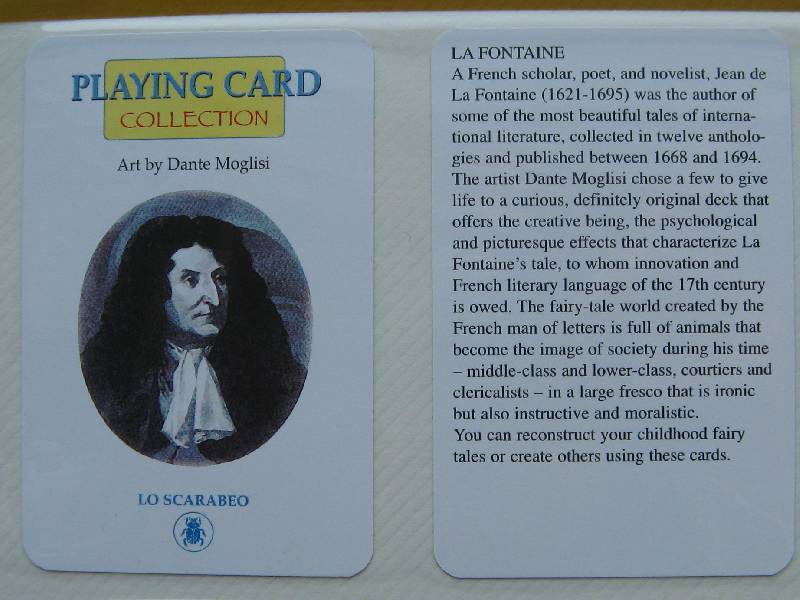 PLAYING CARD
COLLECTION
Art by Dante Moglisi
LO SCARABEO
LA FONTAINE
A French scholar, poet, and novelist, Jean de
La Fontaine (1621-1695) was the author of
some of the most beautiful tales of interna-
tional literature, collected in twelve antholo-
gies and published between 1668 and 1694.
The artist Dante Moglisi chose a few to give
life to a curious, definitely original deck that
offers the creative being, the psychological
and picturesque effects that characterize La
Fontaine's tale, to whom innovation and
French literary language of the 17th century
is owed. The fairy-tale world created by the
French man of letters is full of animals that
become the image of society during his time
– middle-class and lower-class, courtiers and
clericalists – in a large fresco that is ironic
but also instructive and moralistic.
You can reconstruct your childhood fairy
tales or create others using these cards.